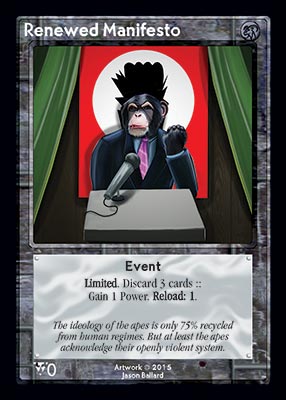 Renewed Manifesto
Event
Limited. Discard 3 cards ::
Gain 1 Power. Reload: 1.
The ideology of the apes is only 75% recycled
from human regimes. But at least the apes
acknowledge their openly violent system.
0
Artwork © 2015
Jason Ballard